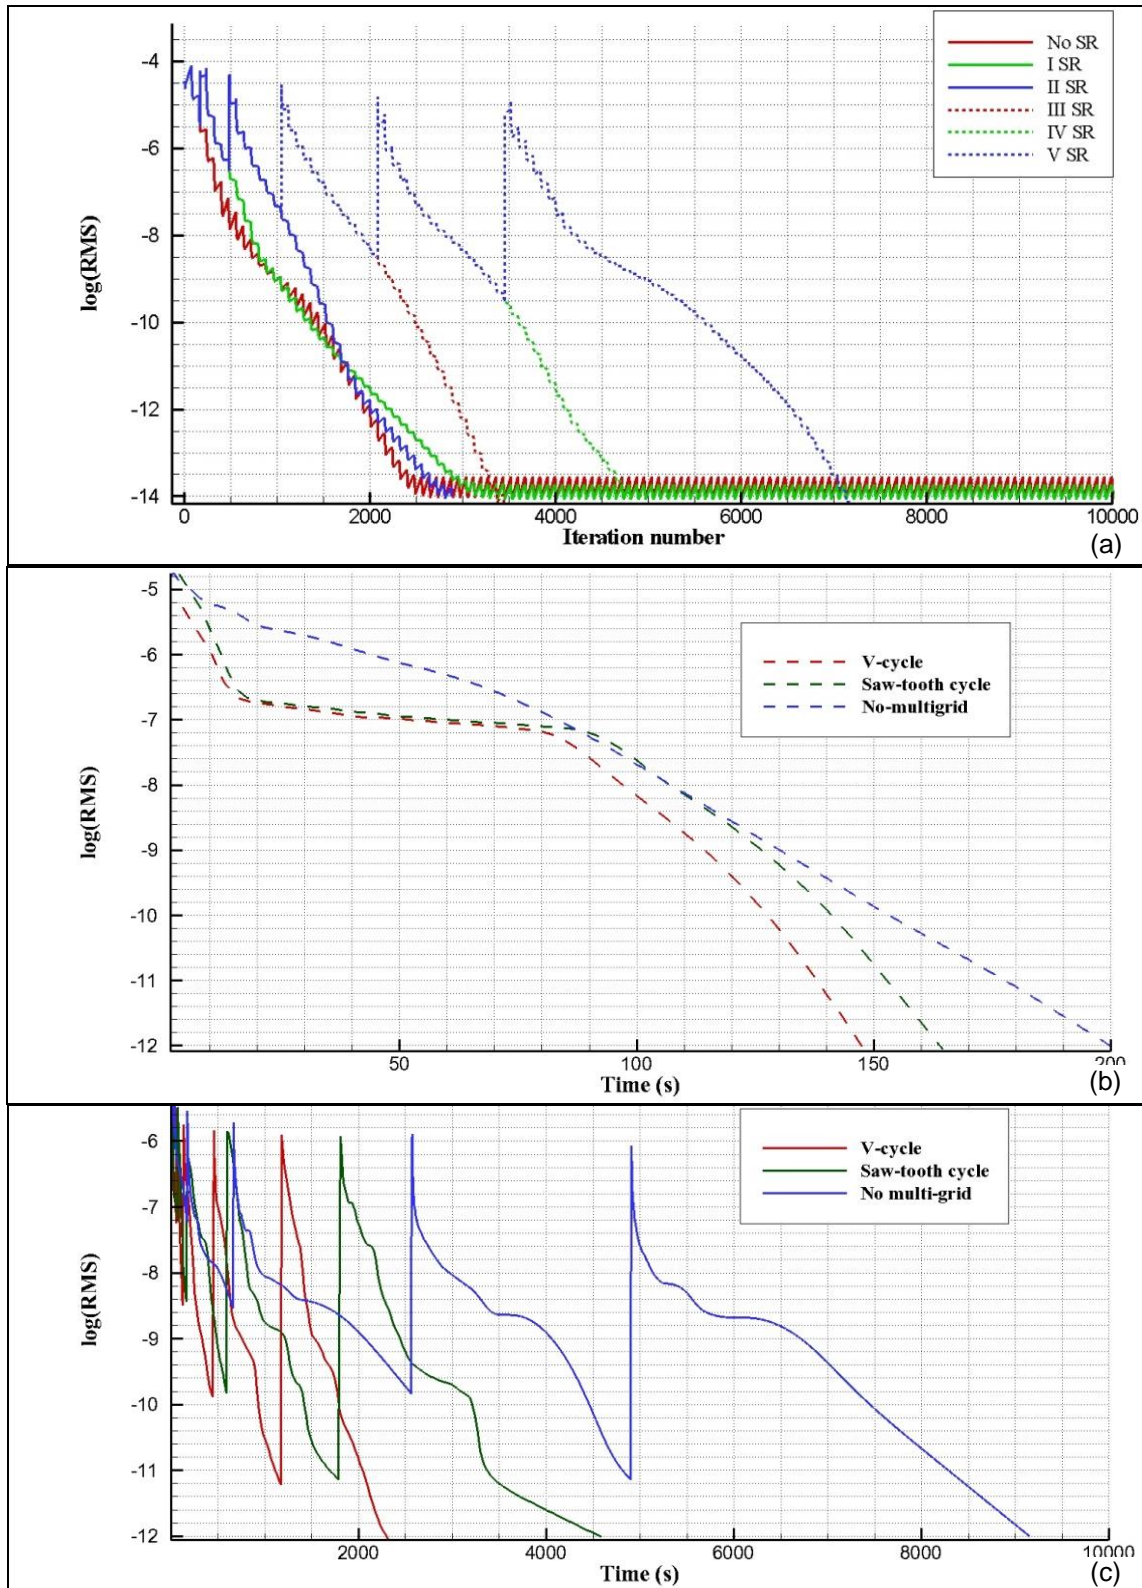 No SR
I SR
II SR
III SR
IV SR
V SR
-4
-6
-8
-10
-12
-14
log(RMS)
0
2000
4000
6000
8000
10000
Iteration number
(a)
-5
-6
-7
-8
-9
-10
-11
-12
log(RMS)
V-cycle
Saw-tooth cycle
No-multigrid
50
100
150
200
Time (s)
(b)
-6
-7
-8
-9
-10
-11
-12
log(RMS)
V-cycle
Saw-tooth cycle
No multi-grid
2000
4000
6000
8000
10000
Time (s)
(c)